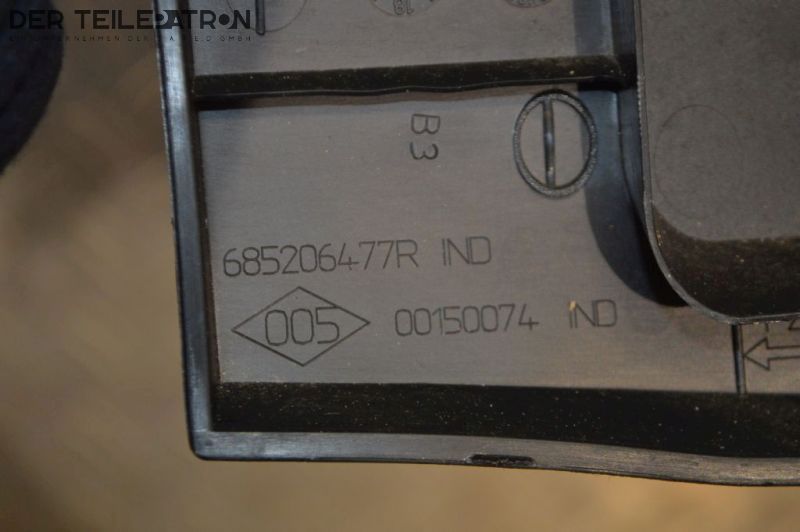 DER TEILEPATRON
B3
685206477R IND
005 00150074 IND